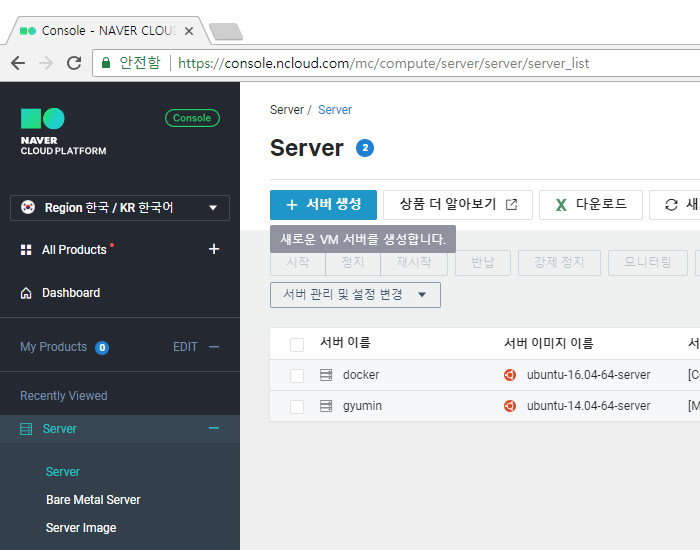 Console - NAVER CLOU
안전함 | https://console.ncloud.com/mc/compute/server/server/server_list
NAVER
CLOUD PLATFORM
Console
Region 한국 / KR 한국어
All Products
Dashboard
My Products 0 EDIT
Recently Viewed
Server
Server
Bare Metal Server
Server Image
Server / Server
Server 2
+ 서버 생성 상품 더 알아보기 다운로드 새
새로운 VM 서버를 생성합니다.
시작 정지 재시작 반납 강제 정지 모니터링
서버 관리 및 설정 변경
서버 이름 서버 이미지 이름 서
docker ubuntu-16.04-64-server [C
gyumin ubuntu-14.04-64-server [M